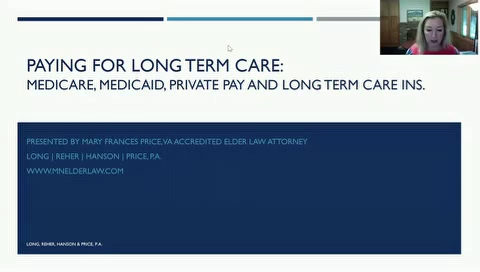 PAYING FOR LONG TERM CARE:
MEDICARE, MEDICAID, PRIVATE PAY AND LONG TERM CARE INS.
PRESENTED BY MARY FRANCES PRICE, VA ACCREDITED ELDER LAW ATTORNEY
LONG | REHER | HANSON | PRICE, P.A.
WWW.MNELDERLAW.COM
LONG, REHER, HANSON & PRICE, P.A.